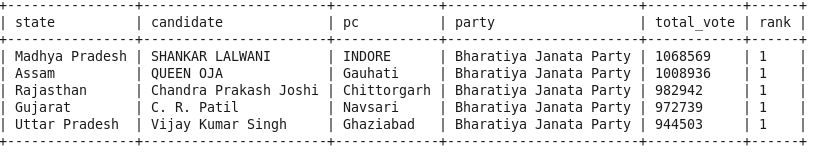 +----------------+-----------------------+-------------+------------------------+------------+------+
| state          | candidate             | pc          | party                  | total_vote | rank |
+----------------+-----------------------+-------------+------------------------+------------+------+
| Madhya Pradesh | SHANKAR LALWANI       | INDORE      | Bharatiya Janata Party | 1068569    | 1    |
| Assam          | QUEEN OJA             | Gauhati     | Bharatiya Janata Party | 1008936    | 1    |
| Rajasthan      | Chandra Prakash Joshi | Chittorgarh | Bharatiya Janata Party | 982942     | 1    |
| Gujarat        | C. R. Patil           | Navsari     | Bharatiya Janata Party | 972739     | 1    |
| Uttar Pradesh  | Vijay Kumar Singh     | Ghaziabad   | Bharatiya Janata Party | 944503     | 1    |
+----------------+-----------------------+-------------+------------------------+------------+------+